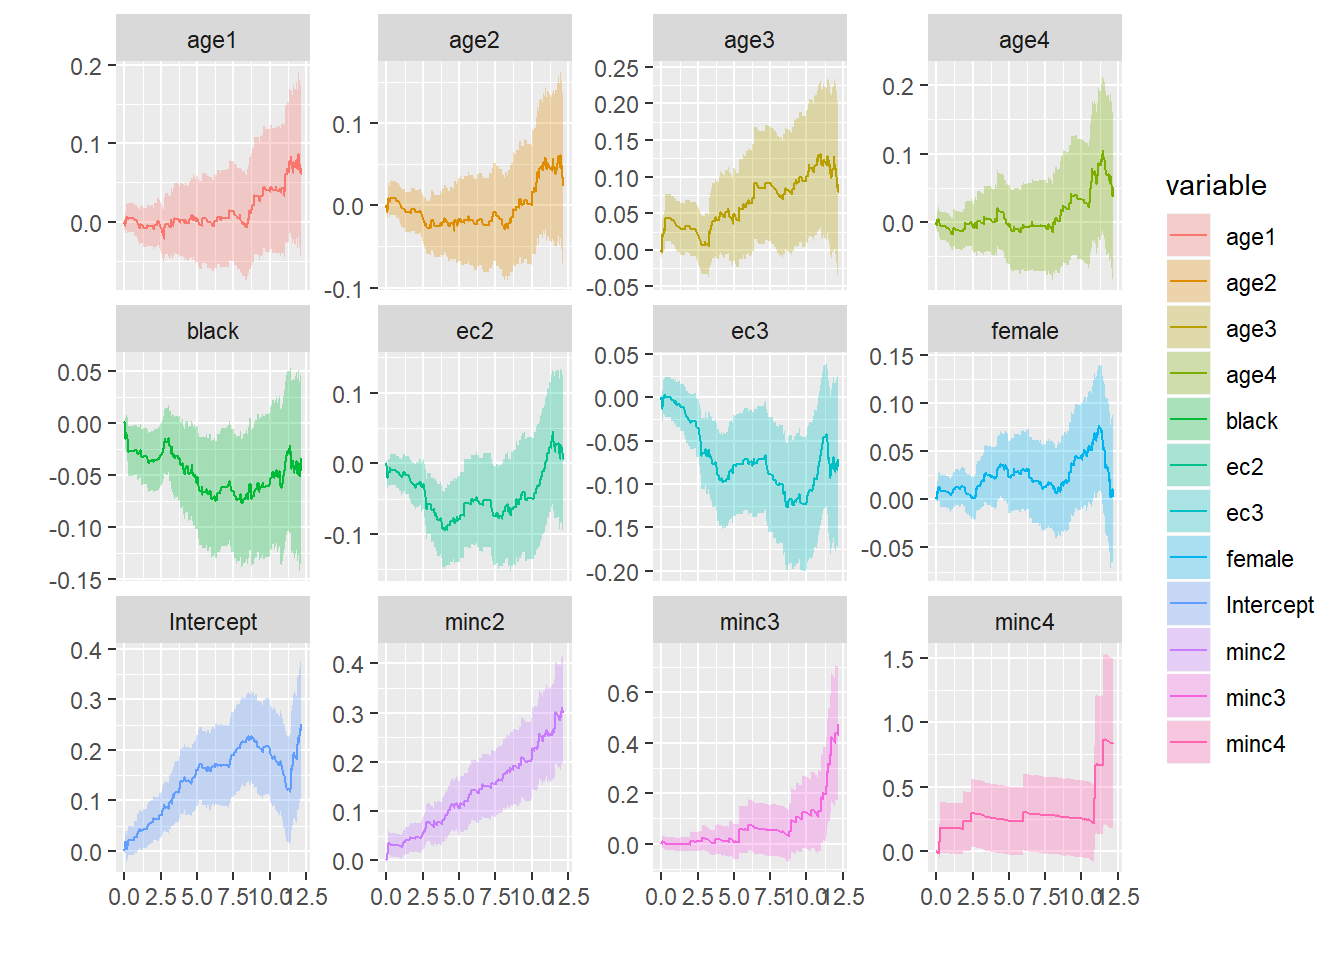 age1 age2 age3 age4
0.2
0.1
0.0
0.1
0.0
-0.1
0.25
0.20
0.15
0.10
0.05
0.00
-0.05
0.2
0.1
0.0
black ec2 ec3 female
0.05
0.00
-0.05
-0.10
-0.15
0.1
0.0
-0.1
0.05
0.00
-0.05
-0.10
-0.15
-0.20
0.15
0.10
0.05
0.00
-0.05
Intercept minc2 minc3 minc4
0.4
0.3
0.2
0.1
0.0
0.4
0.3
0.2
0.1
0.0
0.6
0.4
0.2
0.0
1.5
1.0
0.5
0.0
0.0 2.5 5.0 7.5 10.0 12.5
0.0 2.5 5.0 7.5 10.0 12.5
0.0 2.5 5.0 7.5 10.0 12.5
0.0 2.5 5.0 7.5 10.0 12.5
variable
age1
age2
age3
age4
black
ec2
ec3
female
Intercept
minc2
minc3
minc4